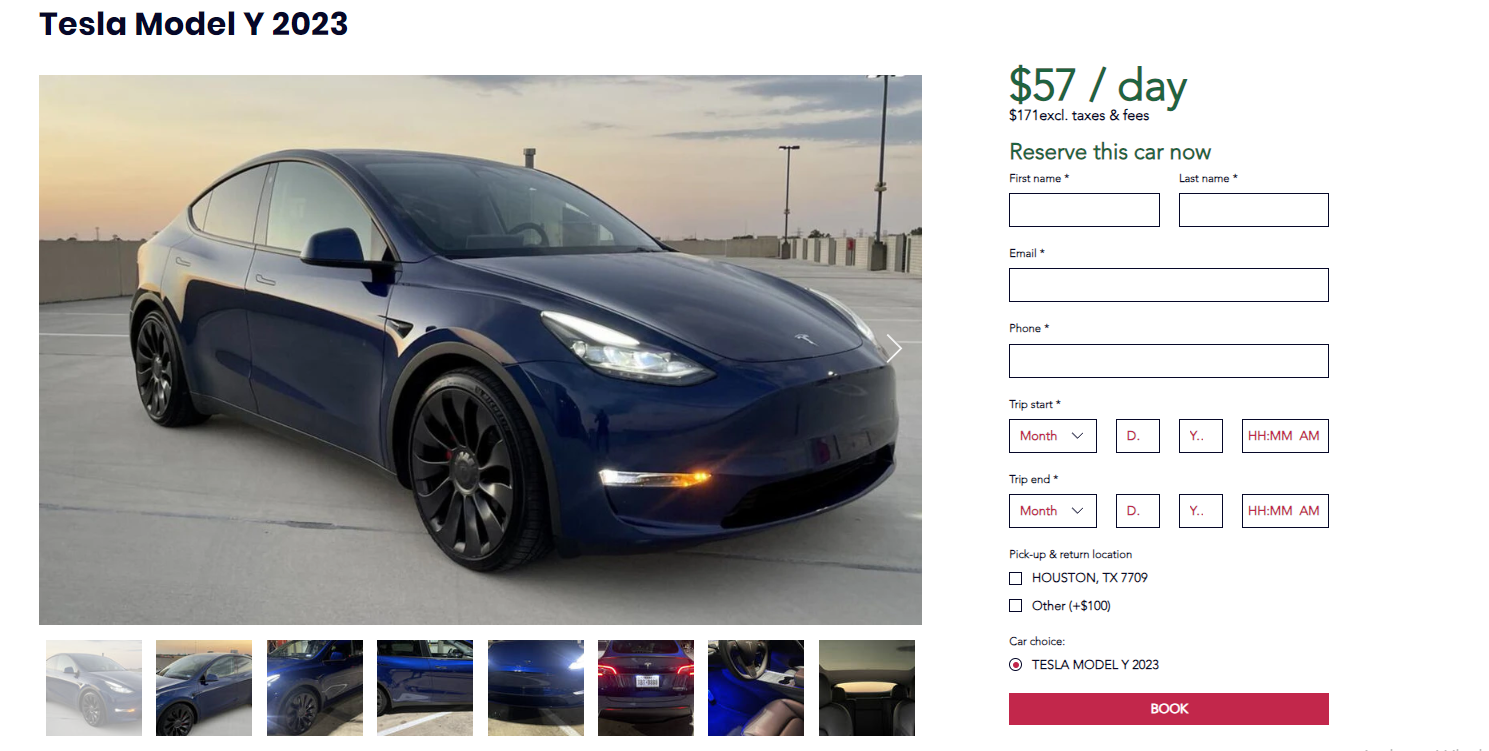 Tesla Model Y 2023
$57 / day
$171excl. taxes & fees
Reserve this car now
First name *
Last name *
Email *
Phone *
Trip start *
Month
D.
Y..
HH:MM AM
Trip end *
Month
D.
Y..
HH:MM AM
Pick-up & return location
HOUSTON, TX 7709
Other (+$100)
Car choice:
TESLA MODEL Y 2023
BOOK